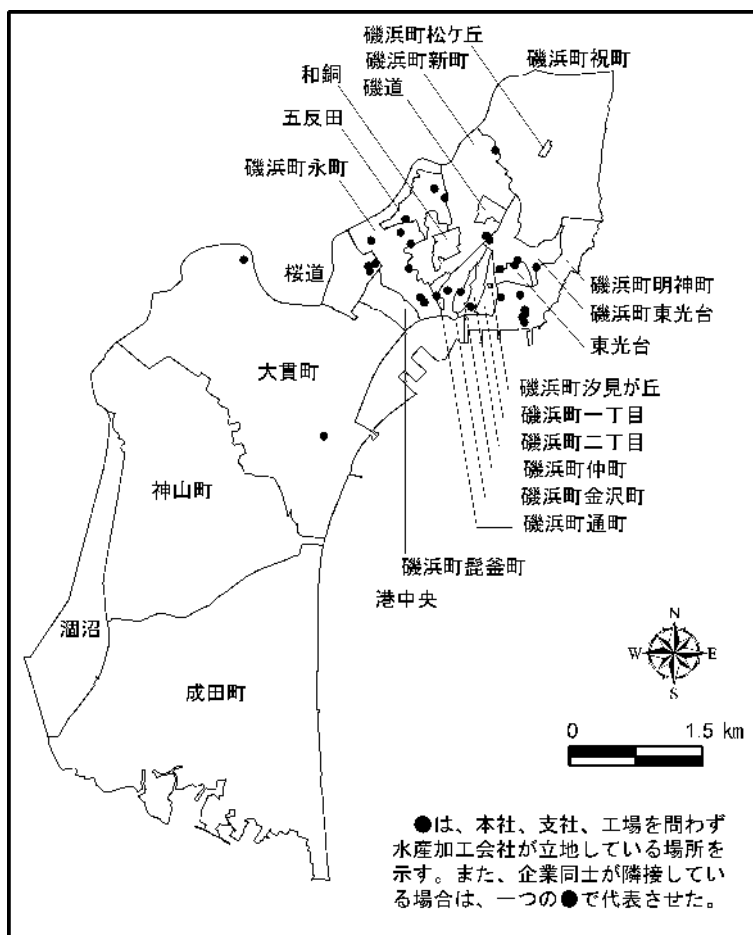 磯浜町松ケ丘
磯浜町新町
磯浜町祝町
和銅
磯道
五反田
磯浜町永町
桜道
磯浜町明神町
磯浜町東光台
東光台
大貫町
磯浜町汐見が丘
磯浜町一丁目
磯浜町二丁目
磯浜町仲町
磯浜町金沢町
磯浜町通町
神山町
磯浜町髭釜町
港中央
涸沼
成田町
N
W
E
S
0 1.5 km
●は、本社、支社、工場を問わず
水産加工会社が立地している場所を
示す。また、企業同士が隣接してい
る場合は、一つの●で代表させた。